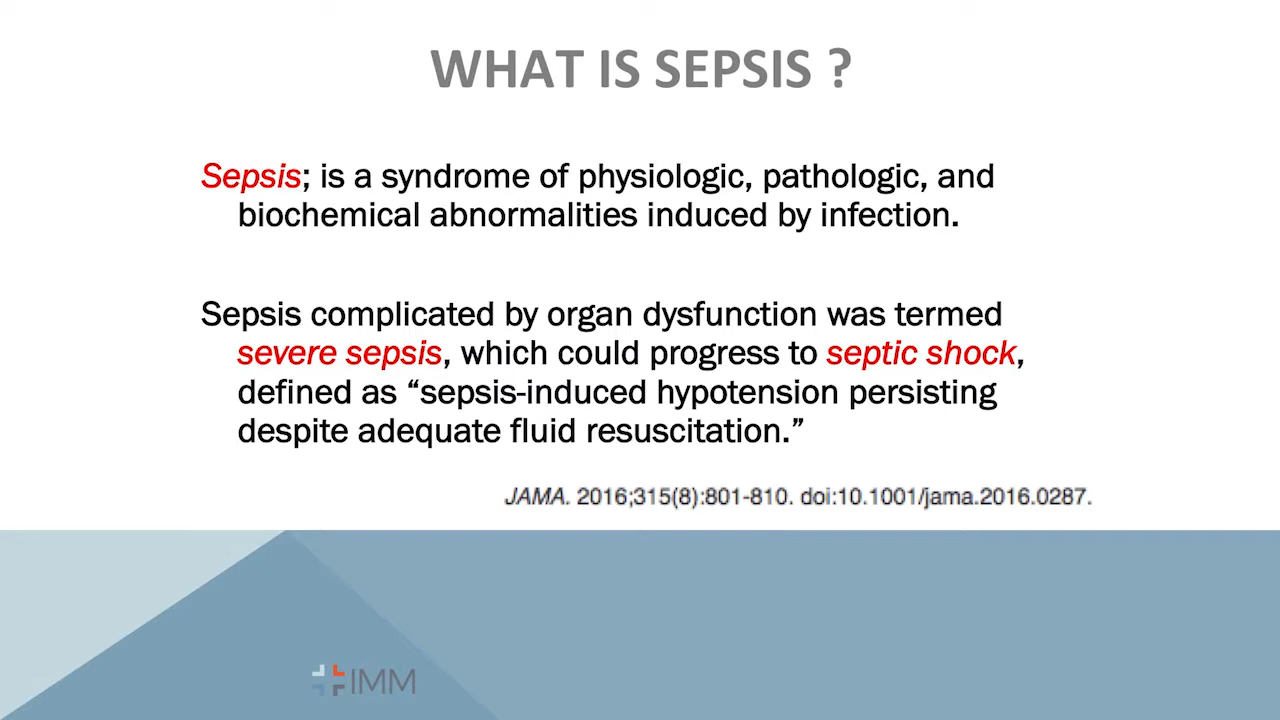 WHAT IS SEPSIS ?
Sepsis; is a syndrome of physiologic, pathologic, and
biochemical abnormalities induced by infection.
Sepsis complicated by organ dysfunction was termed
severe sepsis, which could progress to septic shock,
defined as “sepsis-induced hypotension persisting
despite adequate fluid resuscitation.”
JAMA. 2016;315(8):801-810. doi:10.1001/jama.2016.0287.
IMM